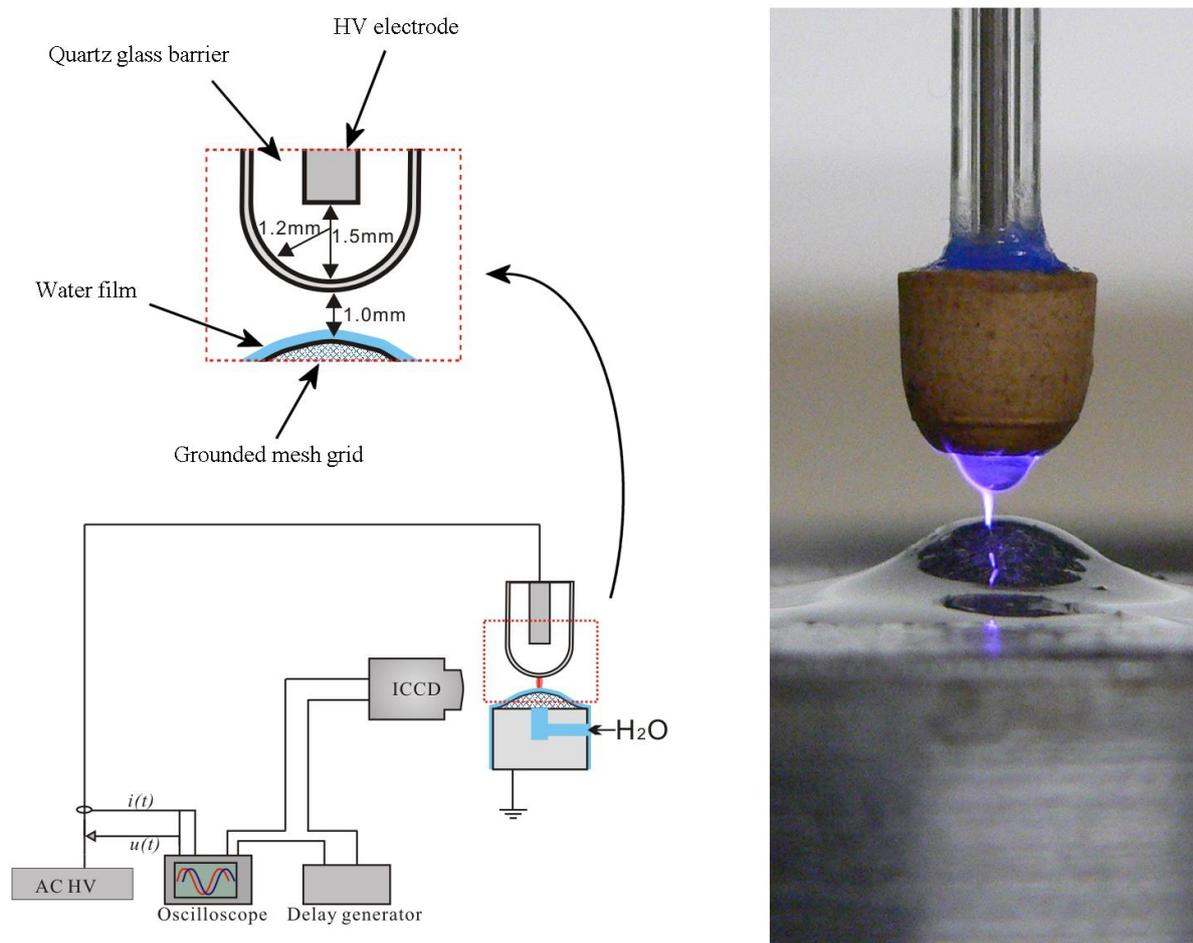 HV electrode
Quartz glass barrier
1.2mm
1.5mm
Water film
1.0mm
Grounded mesh grid
ICCD
H₂O
i(t)
u(t)
AC HV
Oscilloscope
Delay generator